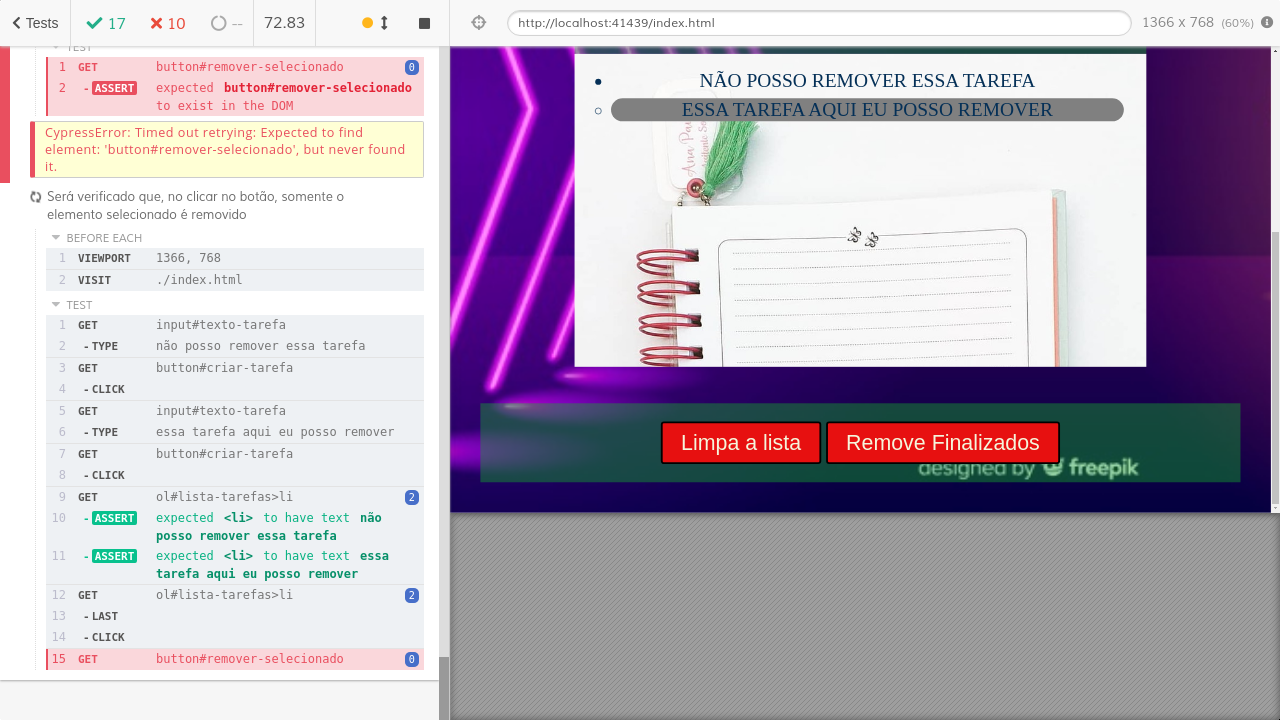 Tests
17
10
--
72.83
http://localhost:41439/index.html
1366 x 768 (60%)
TEST
1 GET button#remover-selecionado 0
2 - ASSERT expected button#remover-selecionado
to exist in the DOM
CypressError: Timed out retrying: Expected to find
element: 'button#remover-selecionado', but never found
it.
Será verificado que, no clicar no botão, somente o
elemento selecionado é removido
BEFORE EACH
1 VIEWPORT 1366, 768
2 VISIT ./index.html
TEST
1 GET input#texto-tarefa
2 - TYPE não posso remover essa tarefa
3 GET button#criar-tarefa
4 - CLICK
5 GET input#texto-tarefa
6 - TYPE essa tarefa aqui eu posso remover
7 GET button#criar-tarefa
8 - CLICK
9 GET ol#lista-tarefas>li 2
10 - ASSERT expected <li> to have text não
posso remover essa tarefa
11 - ASSERT expected <li> to have text essa
tarefa aqui eu posso remover
12 GET ol#lista-tarefas>li 2
13 - LAST
14 - CLICK
15 GET button#remover-selecionado 0
NÃO POSSO REMOVER ESSA TAREFA
ESSA TAREFA AQUI EU POSSO REMOVER
Ana
Limpa a lista
Remove Finalizados
designed by freepik